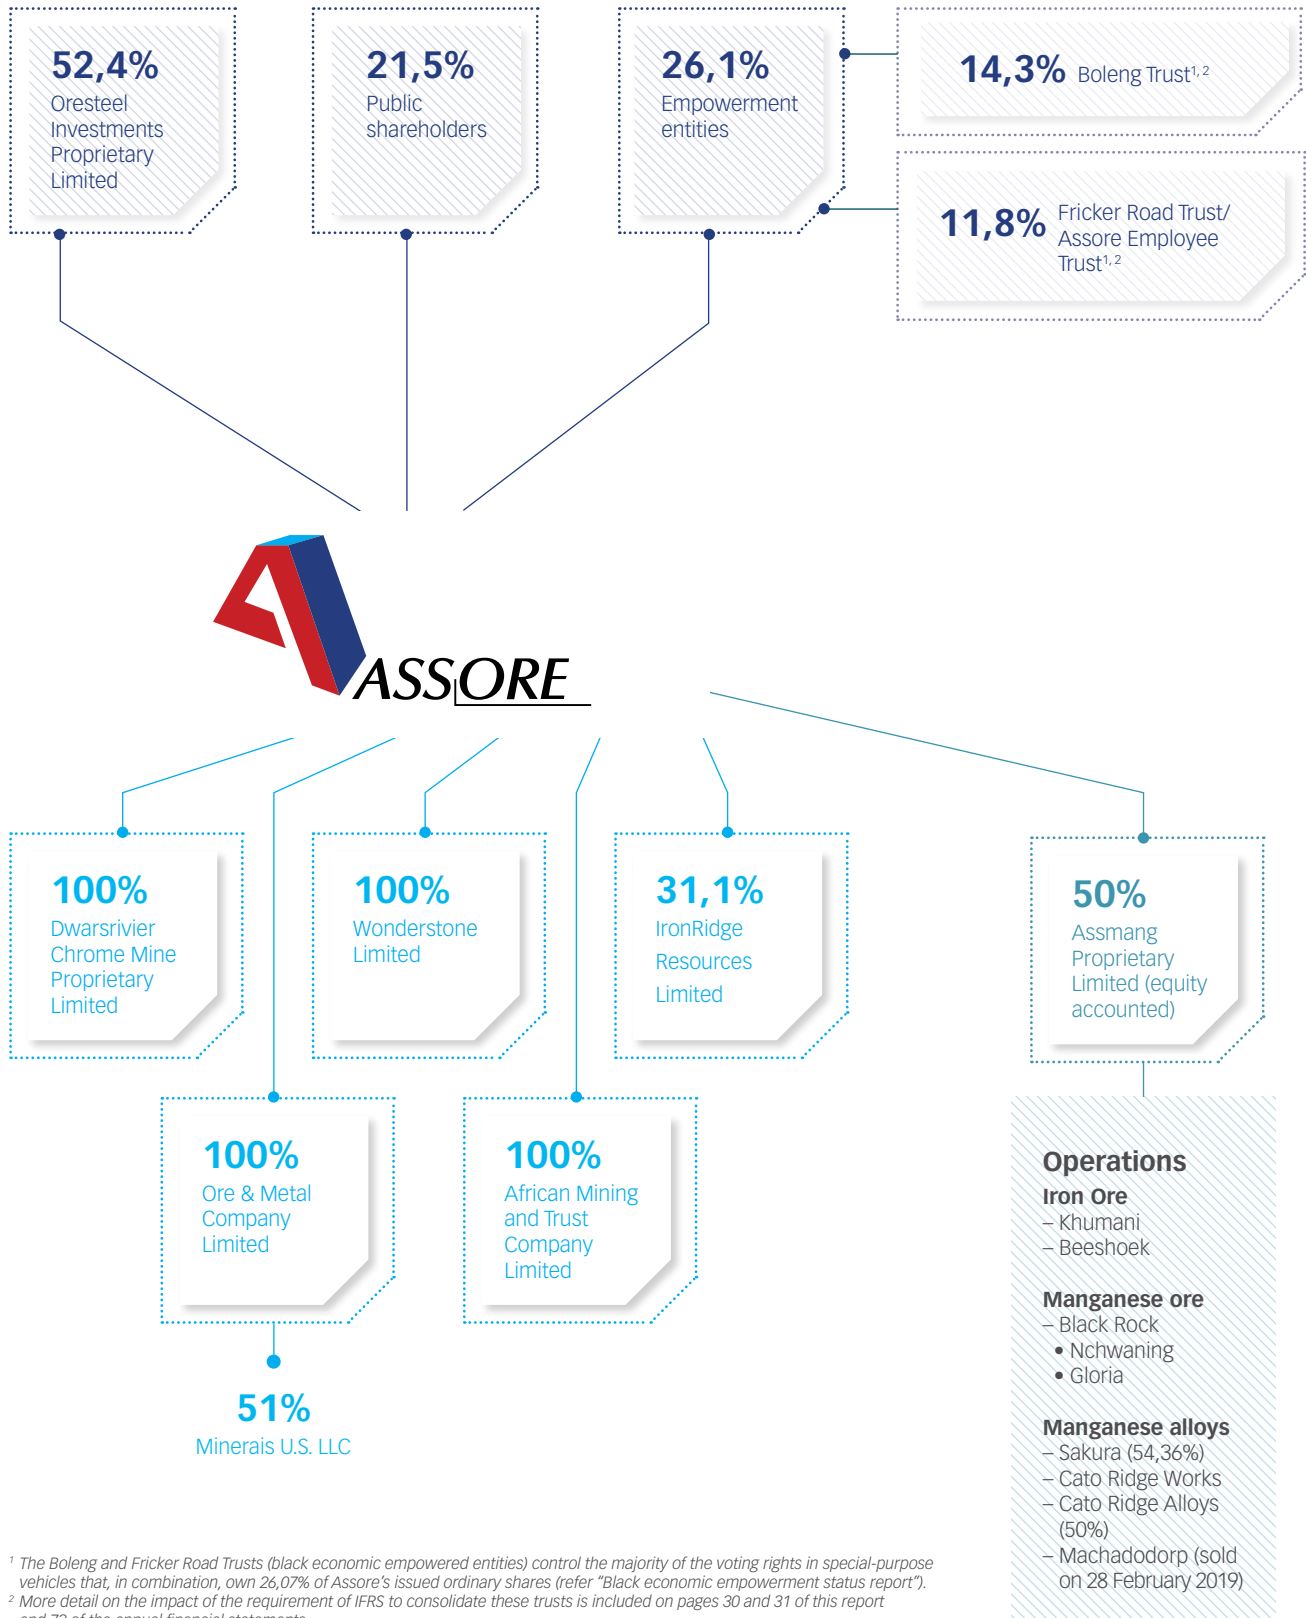 52,4%
Oresteel
Investments
Proprietary
Limited
21,5%
Public
shareholders
26,1%
Empowerment
entities
14,3% Boleng Trust1, 2
11,8% Fricker Road Trust/
Assore Employee
Trust1, 2
ASSORE
100%
Dwarsrivier
Chrome Mine
Proprietary
Limited
100%
Wonderstone
Limited
31,1%
IronRidge
Resources
Limited
50%
Assmang
Proprietary
Limited (equity
accounted)
100%
Ore & Metal
Company
Limited
100%
African Mining
and Trust
Company
Limited
51%
Minerais U.S. LLC
Operations
Iron Ore
– Khumani
– Beeshoek
Manganese ore
– Black Rock
• Nchwaning
• Gloria
Manganese alloys
– Sakura (54,36%)
– Cato Ridge Works
– Cato Ridge Alloys
(50%)
– Machadodorp (sold
on 28 February 2019)
1 The Boleng and Fricker Road Trusts (black economic empowered entities) control the majority of the voting rights in special-purpose
vehicles that, in combination, own 26,07% of Assore's issued ordinary shares (refer "Black economic empowerment status report").
2 More detail on the impact of the requirement of IFRS to consolidate these trusts is included on pages 30 and 31 of this report
and 72 of the annual financial statements